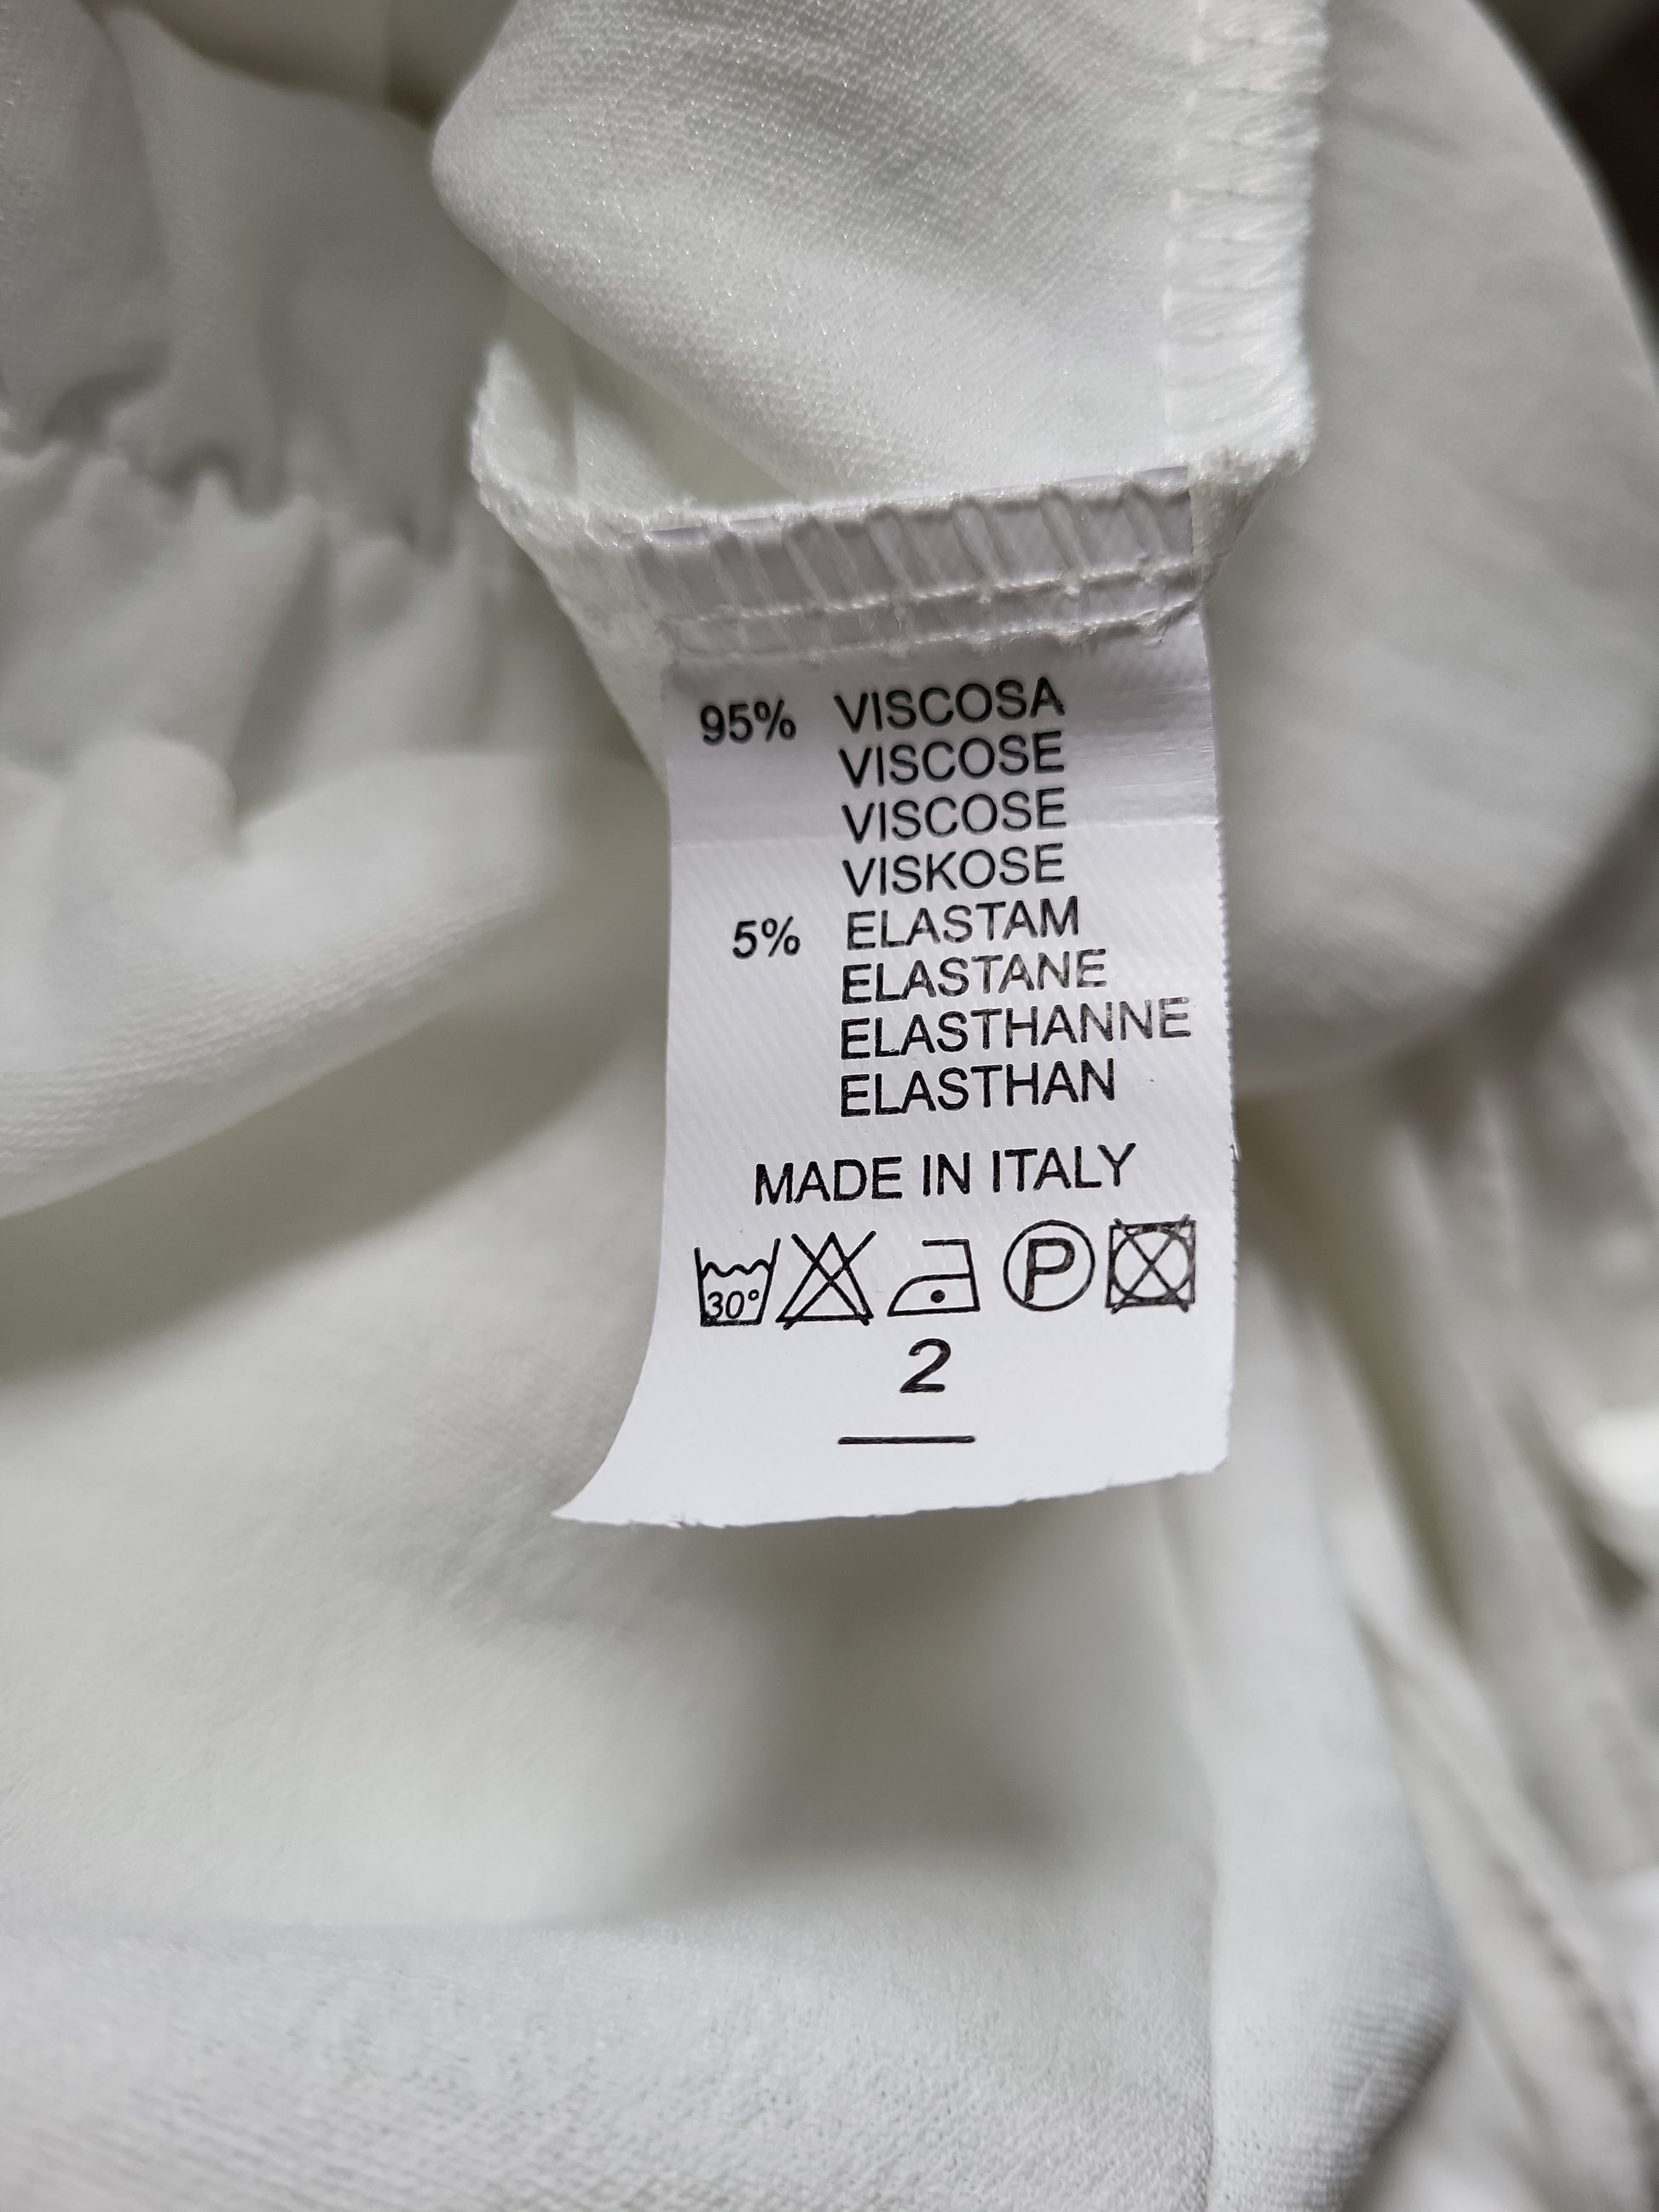 95% VISCOSA
VISCOSE
VISCOSE
VISKOSE
5% ELASTAM
ELASTANE
ELASTHANNE
ELASTHAN
MADE IN ITALY
30° P
2